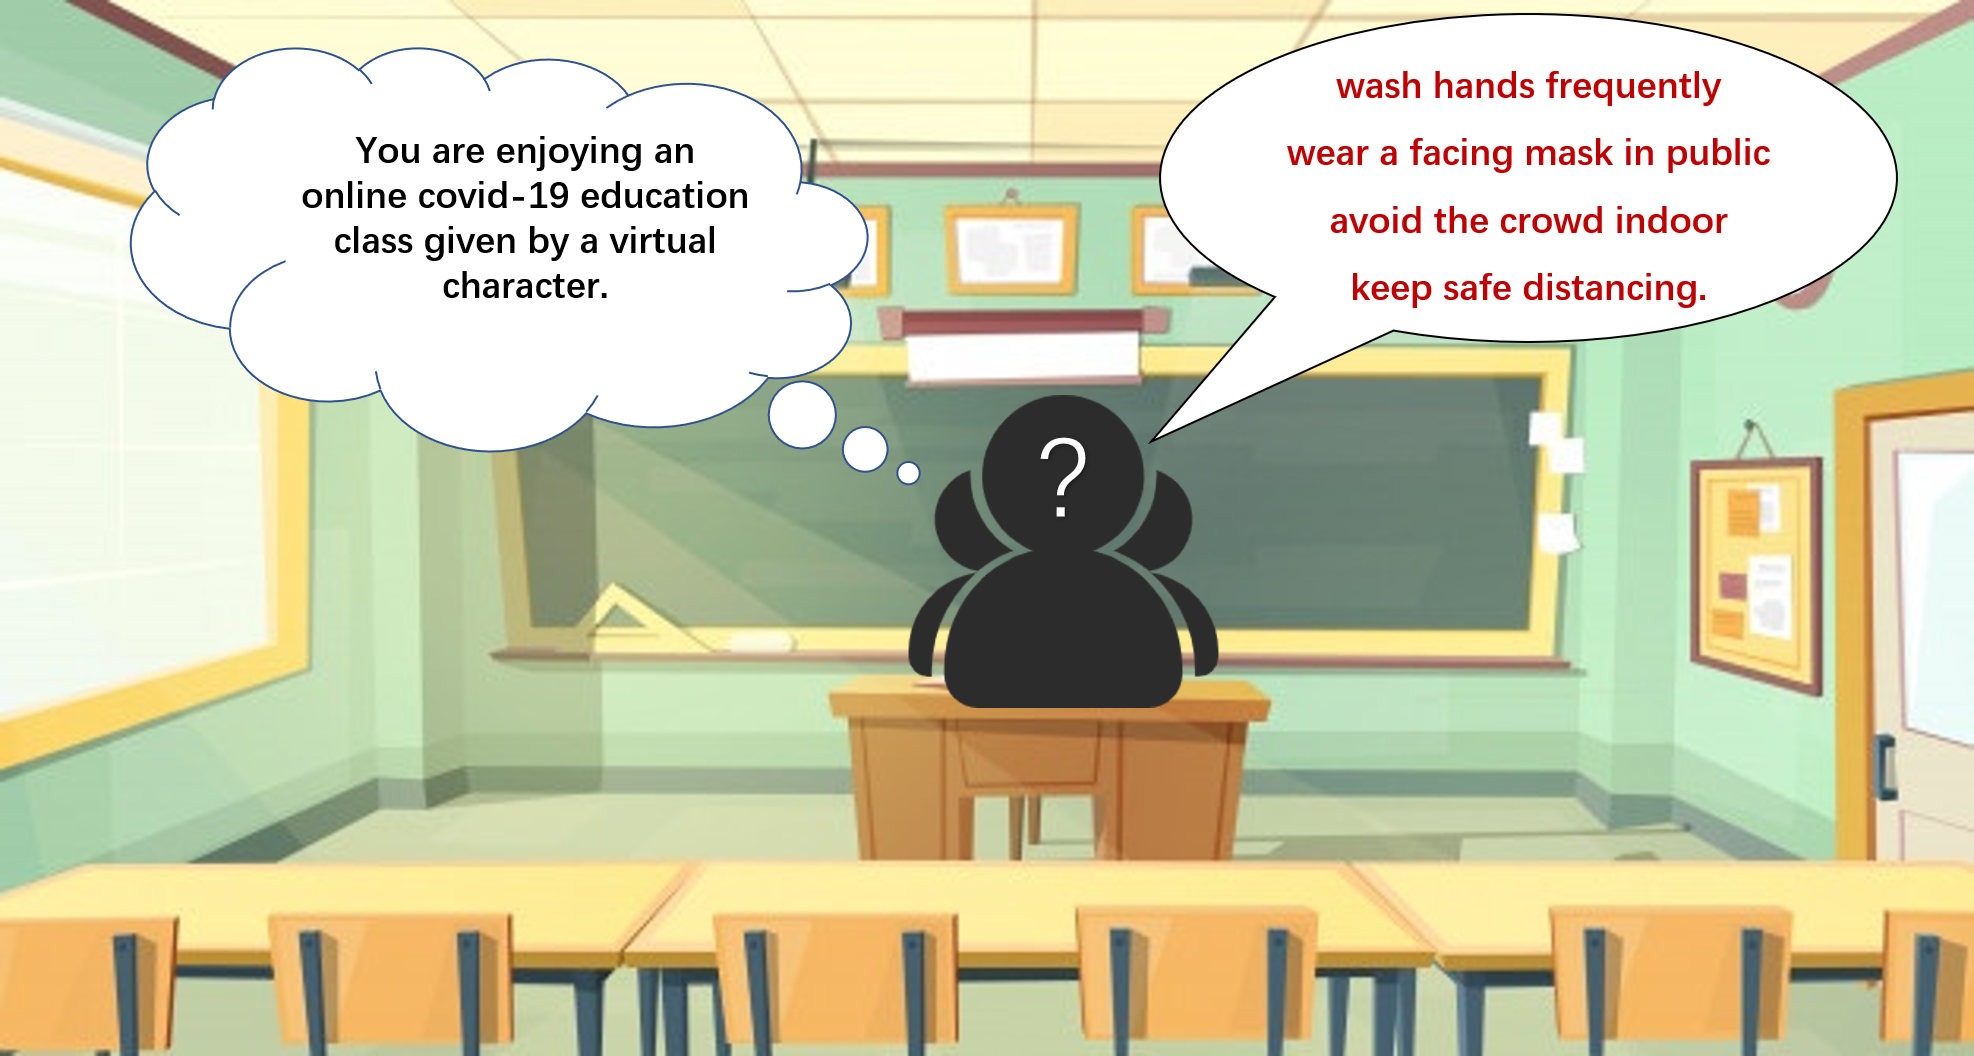 You are enjoying an
online covid-19 education
class given by a virtual
character.
wash hands frequently
wear a facing mask in public
avoid the crowd indoor
keep safe distancing.
?